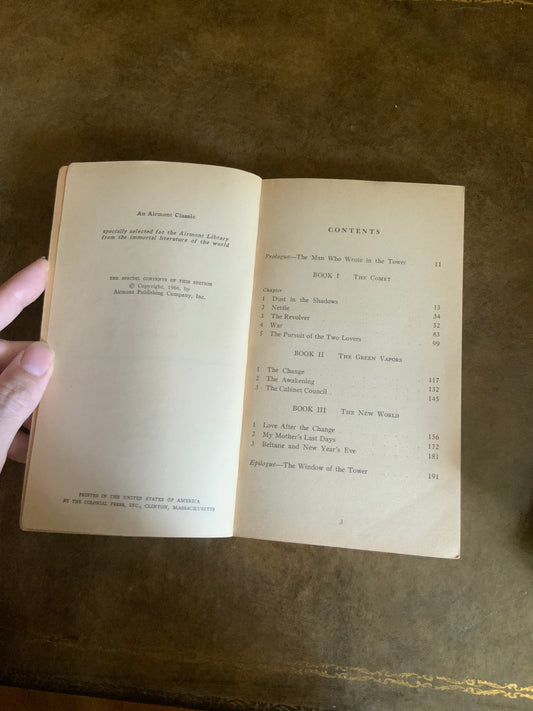 An Airmont Classic
specially selected for the Airmont Library
from the immortal literature of the world
THE SPECIAL CONTENTS OF THIS EDITION
© Copyright, 1966, by
Airmont Publishing Company, Inc.
PRINTED IN THE UNITED STATES OF AMERICA
BY THE COLONIAL PRESS, INC., CLINTON, MASSACHUSETTS
CONTENTS
Prologue—The Man Who Wrote in the Tower 11
BOOK I THE COMET
Chapter
1 Dust in the Shadows 13
2 Nettie 34
3 The Revolver 52
4 War 83
5 The Pursuit of the Two Lovers 99
BOOK II THE GREEN VAPORS
1 The Change 117
2 The Awakening 132
3 The Cabinet Council 145
BOOK III THE NEW WORLD
1 Love After the Change 156
2 My Mother's Last Days 172
3 Beltane and New Year's Eve 181
Epilogue—The Window of the Tower 191
3